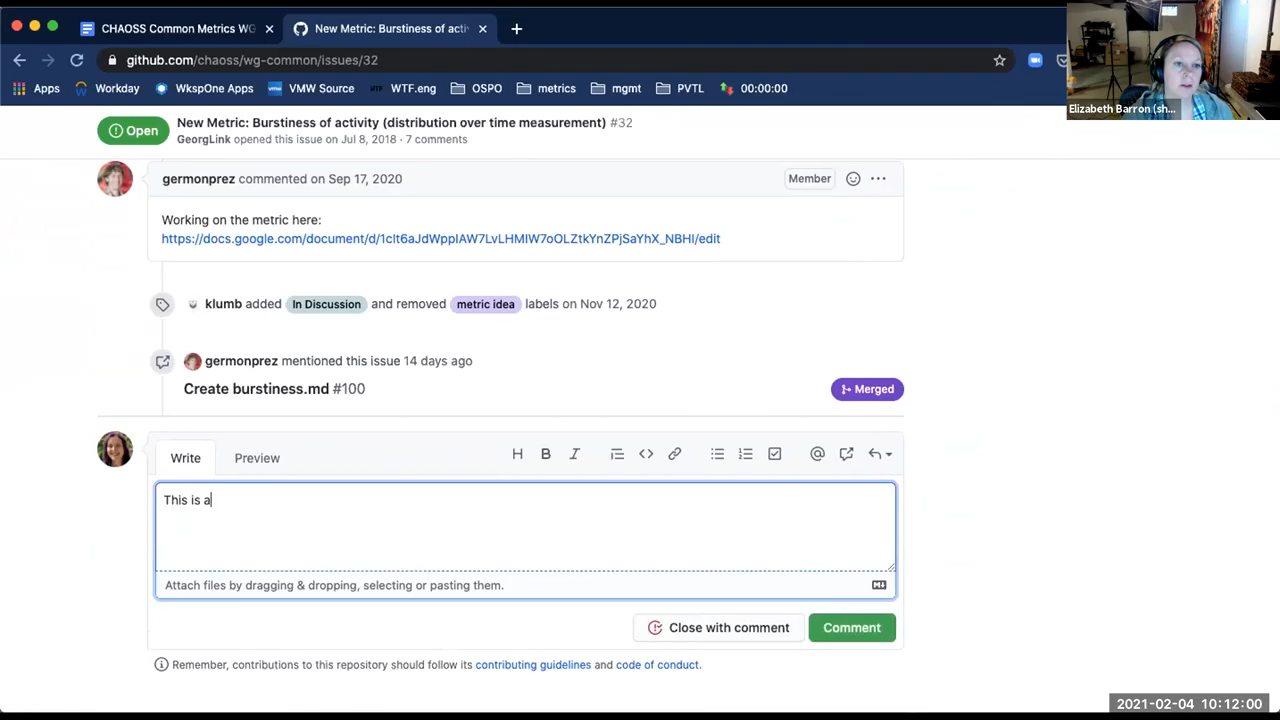 CHAOSS Common Metrics WG
New Metric: Burstiness of activ
github.com/chaoss/wg-common/issues/32
Apps Workday WkspOne Apps VMW Source WTF.eng OSPO metrics mgmt PVTL 00:00:00
Elizabeth Barron (sh...
Open
New Metric: Burstiness of activity (distribution over time measurement) #32
GeorgLink opened this issue on Jul 8, 2018 · 7 comments
germonprez commented on Sep 17, 2020
Member
Working on the metric here:
https://docs.google.com/document/d/1clt6aJdWpplAW7LvLHMIW7oOLZtkYnZPjSaYhX_NBHI/edit
klumb added In Discussion and removed metric idea labels on Nov 12, 2020
germonprez mentioned this issue 14 days ago
Create burstiness.md #100
Merged
Write Preview
This is a
Attach files by dragging & dropping, selecting or pasting them.
Close with comment
Comment
Remember, contributions to this repository should follow its contributing guidelines and code of conduct.
2021-02-04 10:12:00